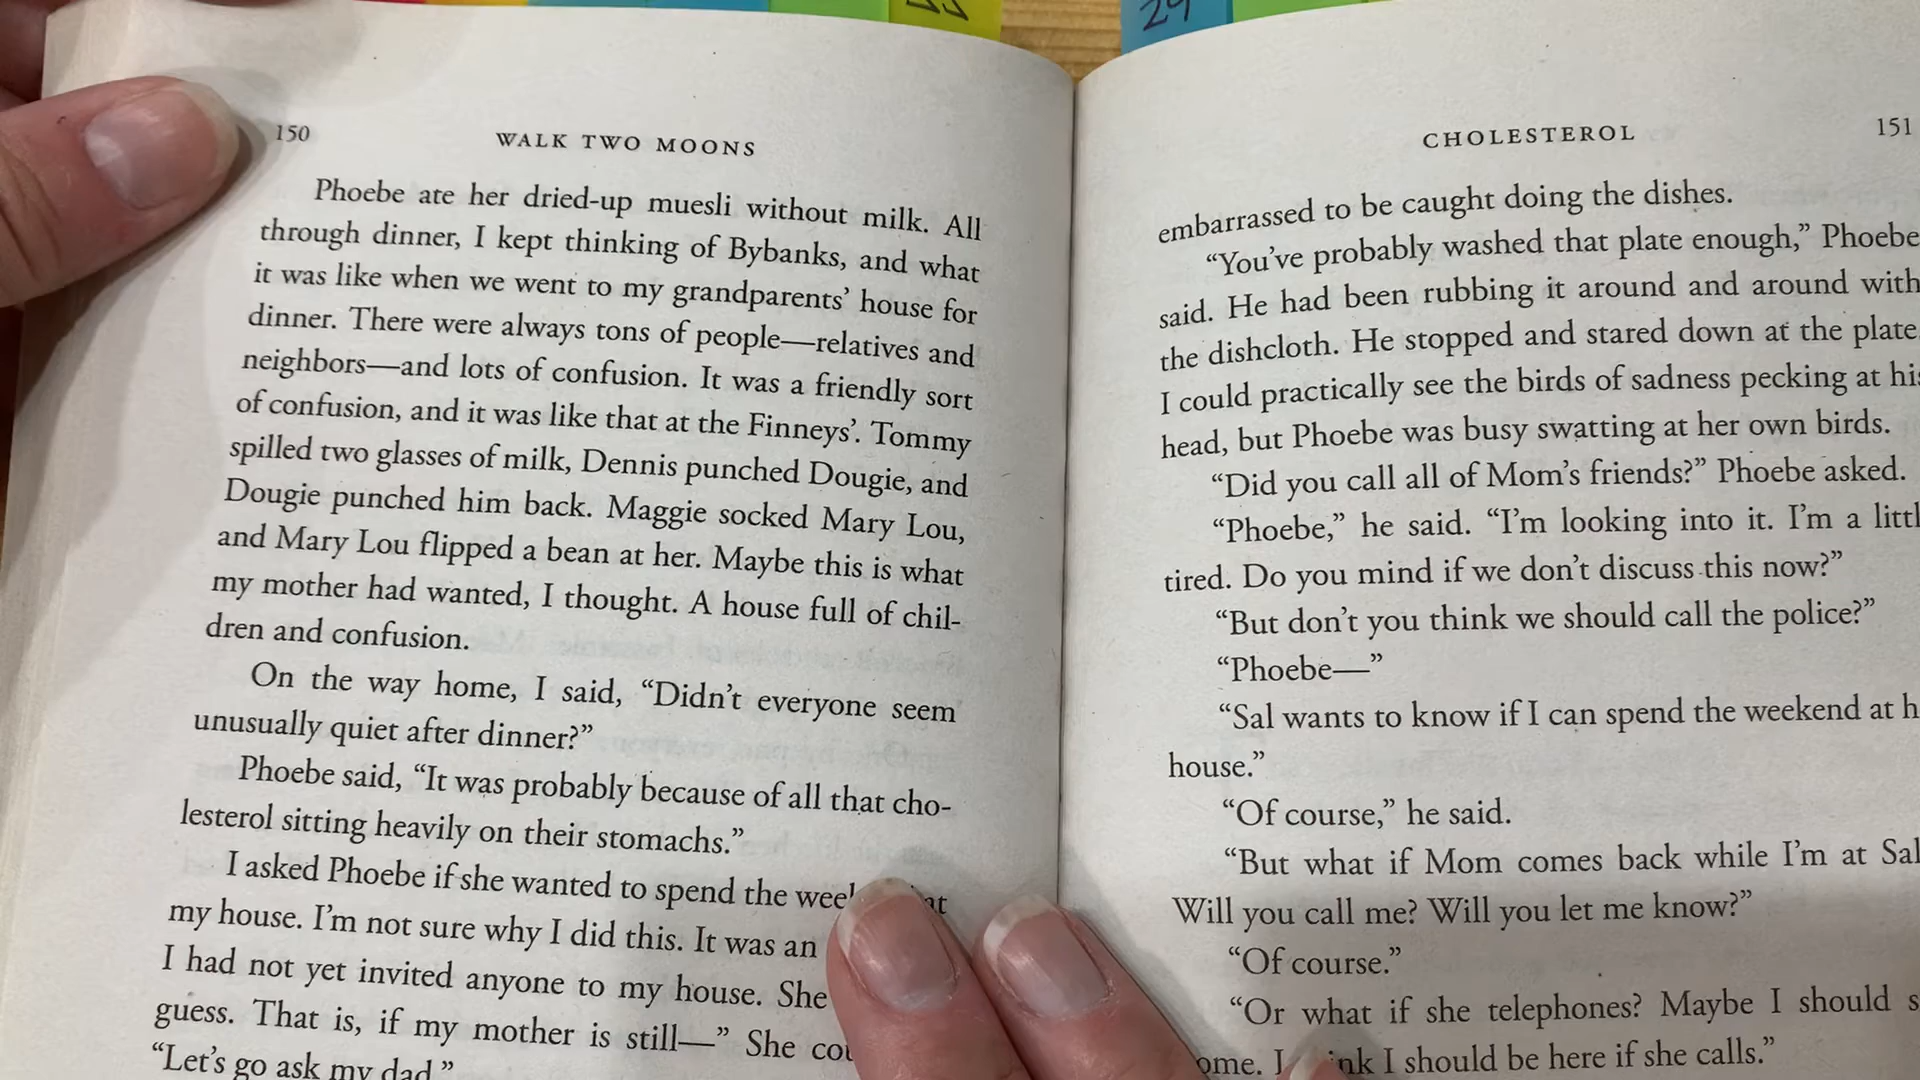 29
150
WALK TWO MOONS
Phoebe ate her dried-up muesli without milk. All
through dinner, I kept thinking of Bybanks, and what
it was like when we went to my grandparents’ house for
dinner. There were always tons of people—relatives and
neighbors—and lots of confusion. It was a friendly sort
of confusion, and it was like that at the Finneys’. Tommy
spilled two glasses of milk, Dennis punched Dougie, and
Dougie punched him back. Maggie socked Mary Lou,
and Mary Lou flipped a bean at her. Maybe this is what
my mother had wanted, I thought. A house full of chil-
dren and confusion.
On the way home, I said, “Didn’t everyone seem
unusually quiet after dinner?”
Phoebe said, “It was probably because of all that cho-
lesterol sitting heavily on their stomachs.”
I asked Phoebe if she wanted to spend the
my house. I’m not sure why I did this. It was an
I had not yet invited anyone to my house. She
guess. That is, if my mother is still—” She
“Let’s go ask my dad.”
CHOLESTEROL
151
embarrassed to be caught doing the dishes.
“You’ve probably washed that plate enough,” Phoebe
said. He had been rubbing it around and around with
the dishcloth. He stopped and stared down at the plate.
I could practically see the birds of sadness pecking at his
head, but Phoebe was busy swatting at her own birds.
“Did you call all of Mom’s friends?” Phoebe asked.
“Phoebe,” he said. “I’m looking into it. I’m a
tired. Do you mind if we don’t discuss this now?”
“But don’t you think we should call the police?”
“Phoebe—”
“Sal wants to know if I can spend the weekend at
house.”
“Of course,” he said.
“But what if Mom comes back while I’m at
Will you call me? Will you let me know?”
“Of course.”
“Or what if she telephones? Maybe I should
I should be here if she calls.”